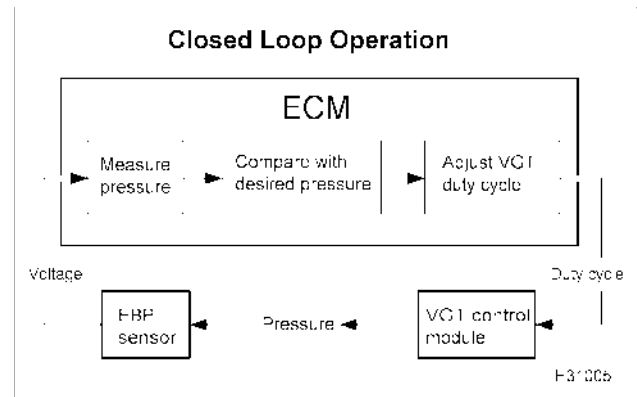 Closed Loop Operation
ECM
Measure
pressure
Compare with
desired pressure
Adjust VGT
duty cycle
Voltage
Duty cycle
EBP
sensor
Pressure
VGT control
module
H31005